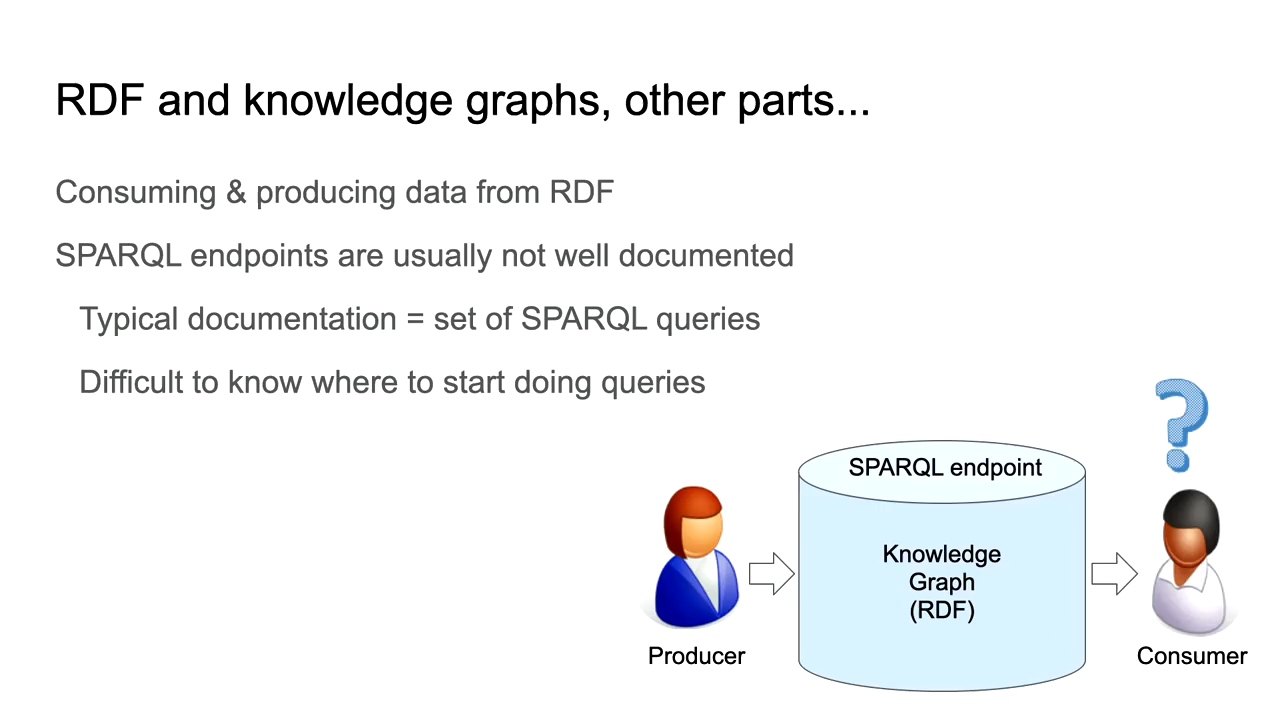 RDF and knowledge graphs, other parts...
Consuming & producing data from RDF
SPARQL endpoints are usually not well documented
Typical documentation = set of SPARQL queries
Difficult to know where to start doing queries
?
SPARQL endpoint
Knowledge
Graph
(RDF)
Producer
Consumer